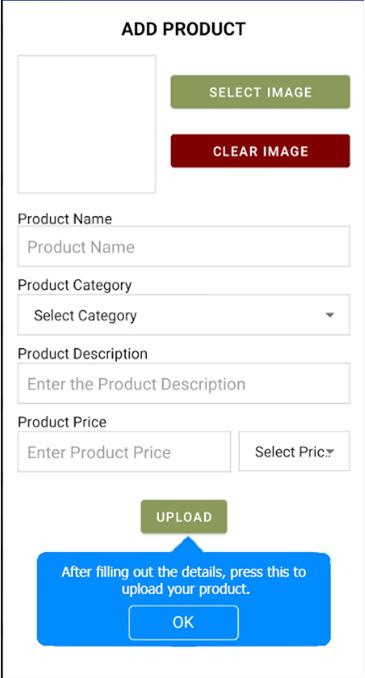 ADD PRODUCT
SELECT IMAGE
CLEAR IMAGE
Product Name
Product Name
Product Category
Select Category
Product Description
Enter the Product Description
Product Price
Enter Product Price
Select Pric..
UPLOAD
After filling out the details, press this to
upload your product.
OK